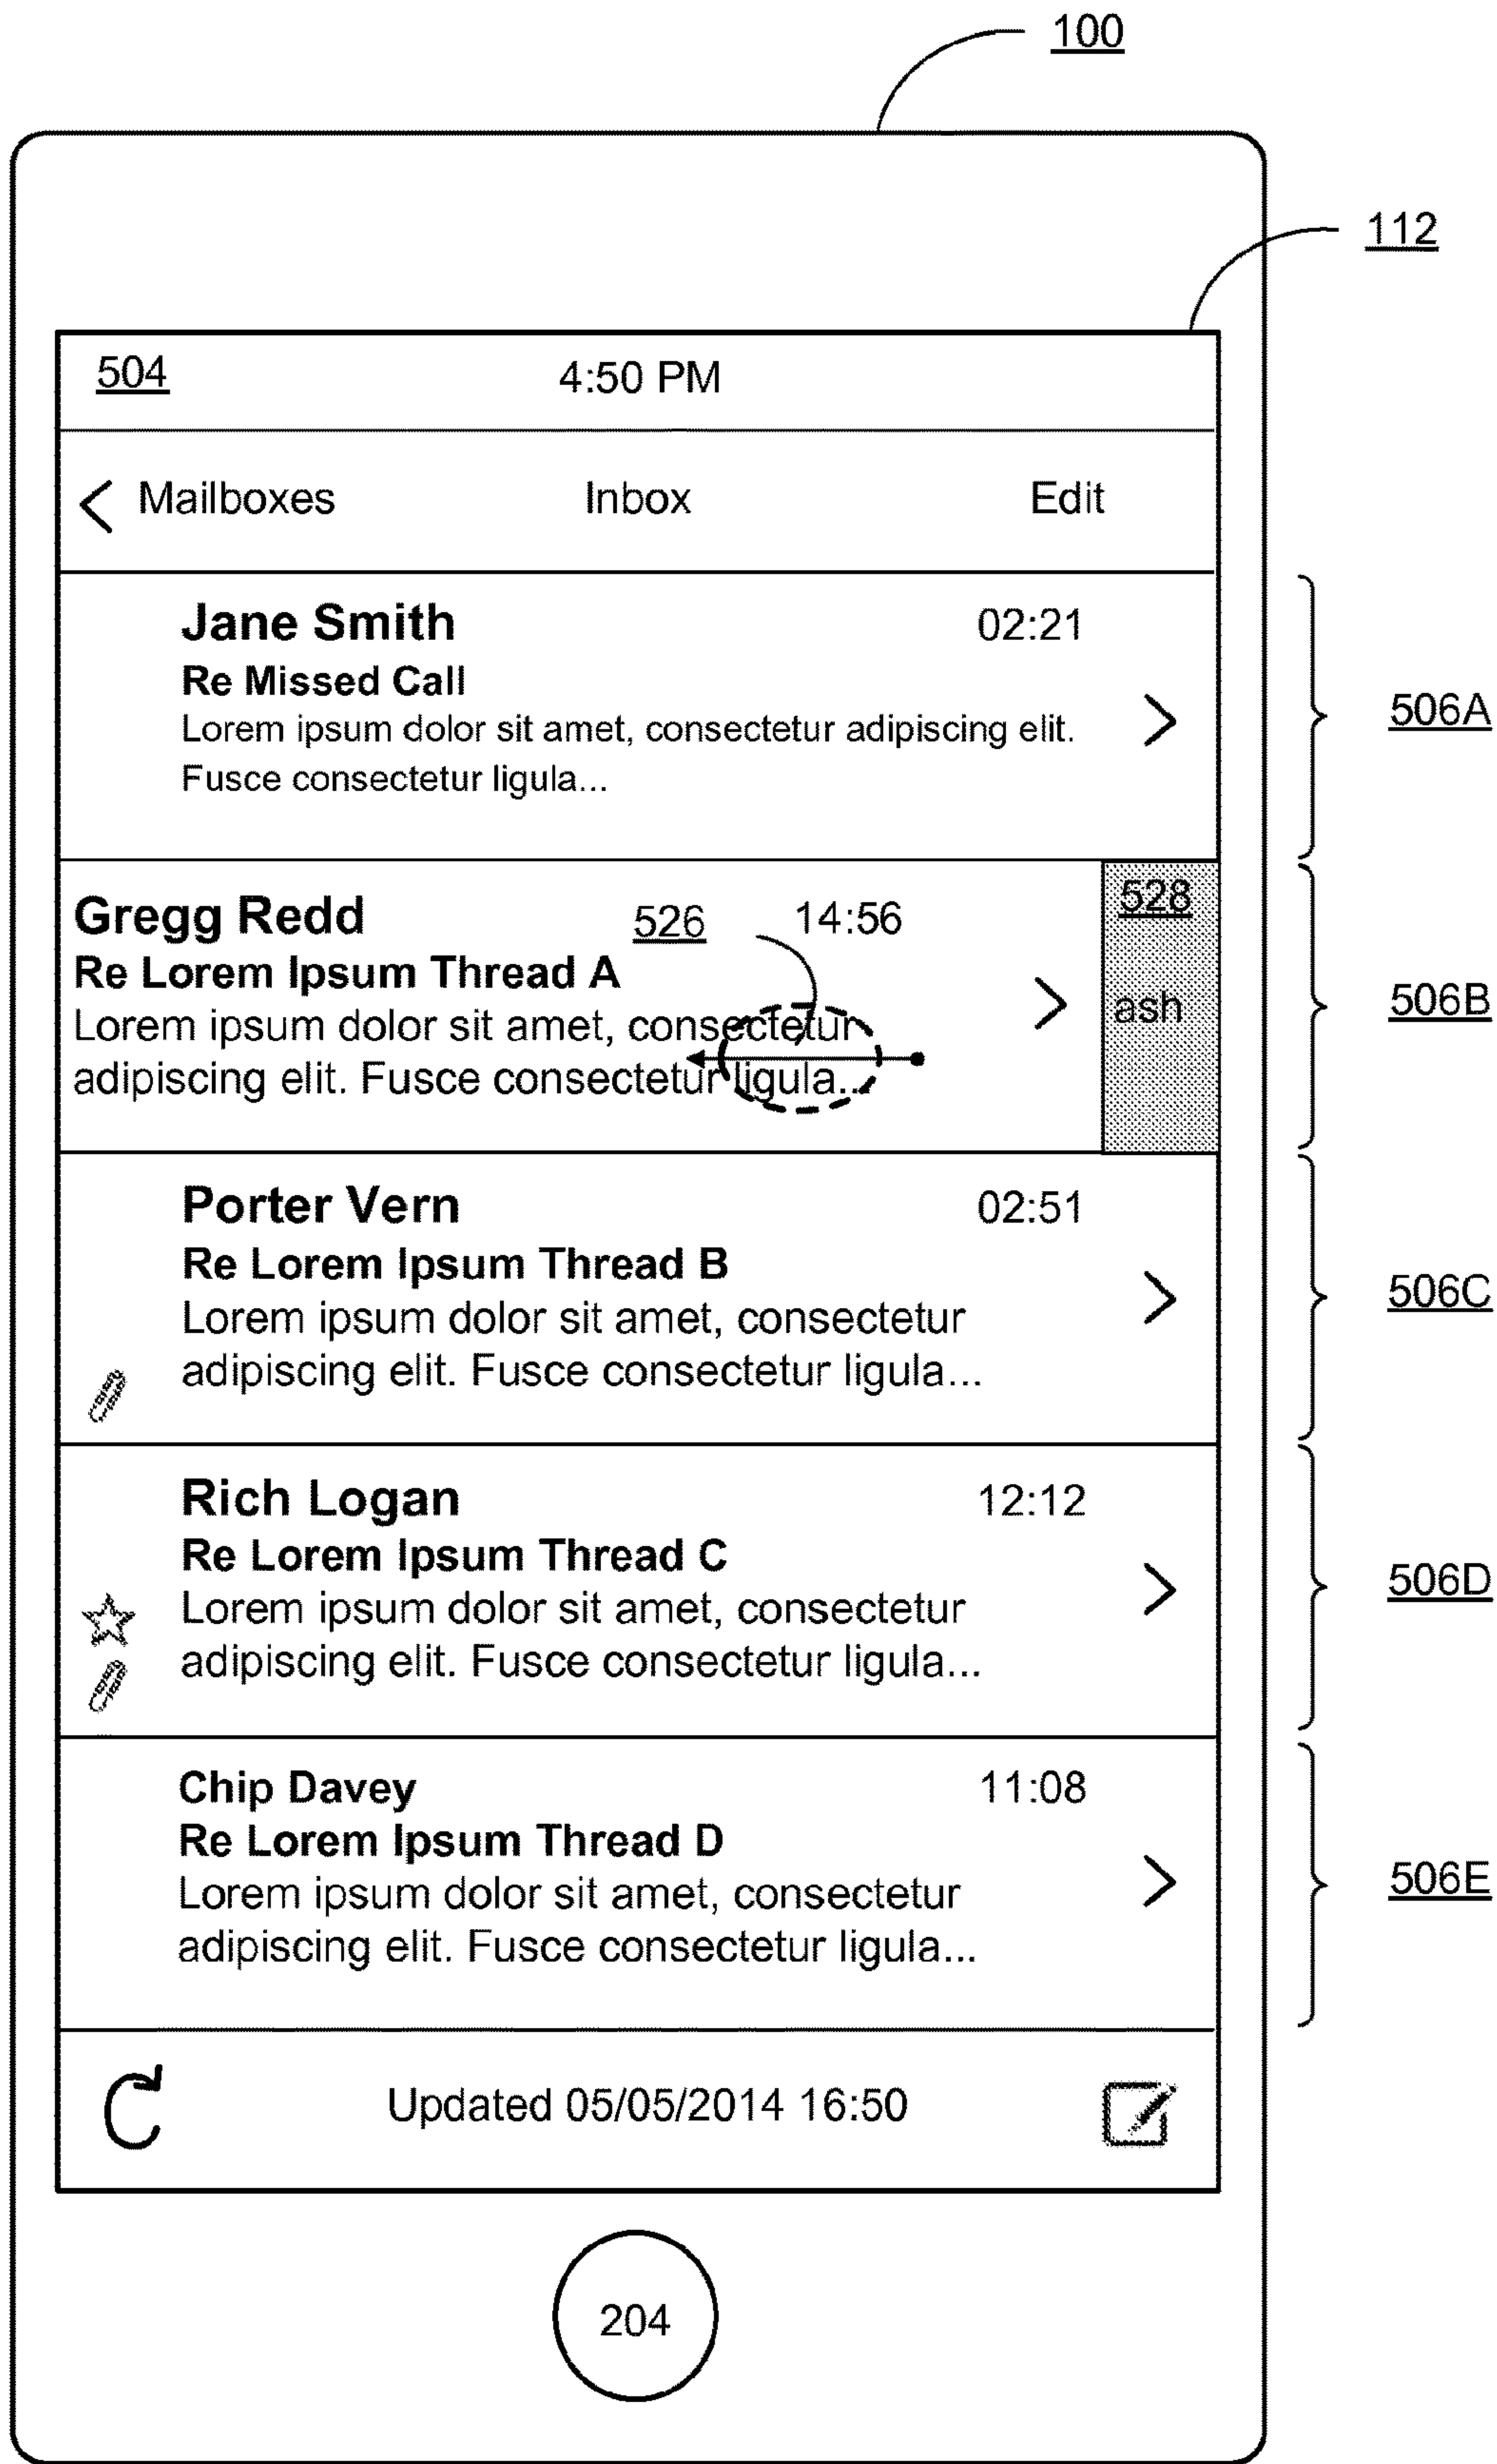 100
112
504 4:50 PM
Mailboxes Inbox Edit
Jane Smith 02:21
Re Missed Call
Lorem ipsum dolor sit amet, consectetur adipiscing elit.
Fusce consectetur ligula...
506A
Gregg Redd 526 14:56 528
Re Lorem Ipsum Thread A
Lorem ipsum dolor sit amet, consectetur
adipiscing elit. Fusce consectetur ligula...
ash
506B
Porter Vern 02:51
Re Lorem Ipsum Thread B
Lorem ipsum dolor sit amet, consectetur
adipiscing elit. Fusce consectetur ligula...
506C
Rich Logan 12:12
Re Lorem Ipsum Thread C
Lorem ipsum dolor sit amet, consectetur
adipiscing elit. Fusce consectetur ligula...
506D
Chip Davey 11:08
Re Lorem Ipsum Thread D
Lorem ipsum dolor sit amet, consectetur
adipiscing elit. Fusce consectetur ligula...
506E
Updated 05/05/2014 16:50
204